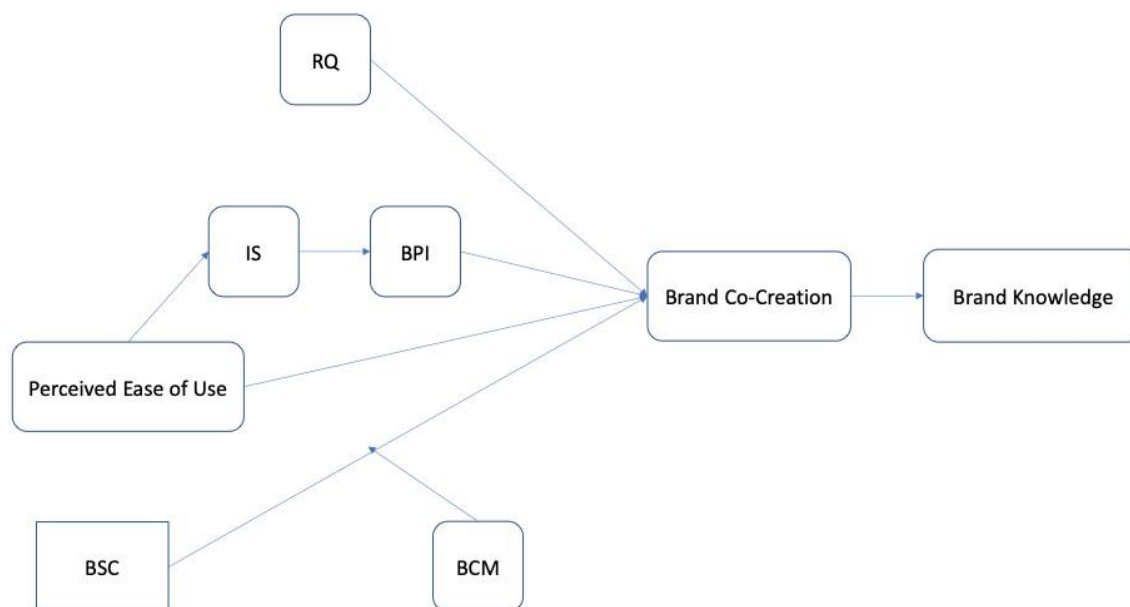 RQ
IS
BPI
Brand Co-Creation
Brand Knowledge
Perceived Ease of Use
BSC
BCM